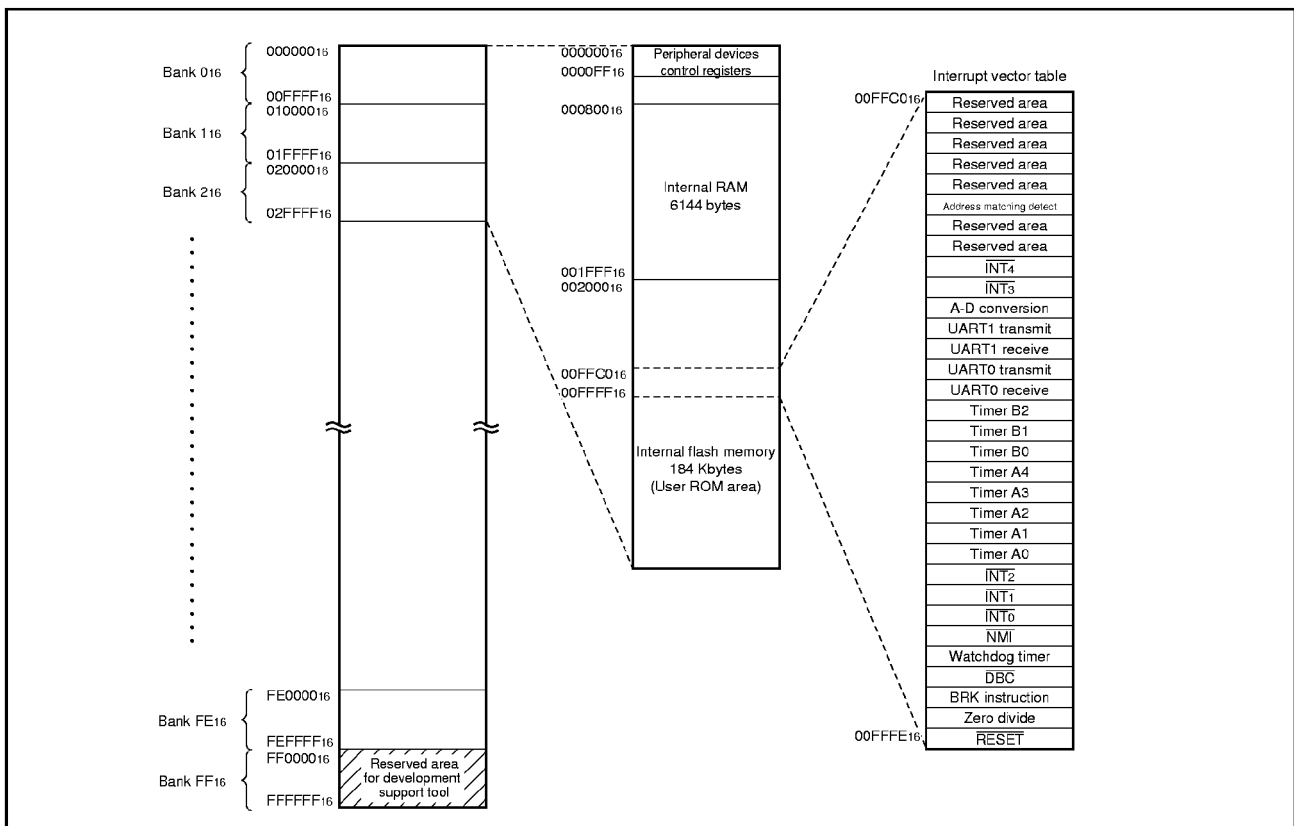 Bank 016
000000₁₆
00FFFF16
Bank 116
01000016
01FFFF16
Bank 216
02000016
02FFFF16
Bank FE16
FE000016
FEFFFF16
Bank FF16
FF000016
FFFFFF16
Reserved area
for development
support tool
00000016
0000FF16
Peripheral devices
control registers
00080016
Internal RAM
6144 bytes
001FFF16
00200016
00FFC016
00FFFF16
Internal flash memory
184 Kbytes
(User ROM area)
Interrupt vector table
00FFC016
Reserved area
Reserved area
Reserved area
Reserved area
Reserved area
Address matching detect
Reserved area
Reserved area
INT4
INT3
A-D conversion
UART1 transmit
UART1 receive
UART0 transmit
UART0 receive
Timer B2
Timer B1
Timer B0
Timer A4
Timer A3
Timer A2
Timer A1
Timer A0
INT2
INT1
INT0
NMI
Watchdog timer
DBC
BRK instruction
Zero divide
00FFFE16
RESET